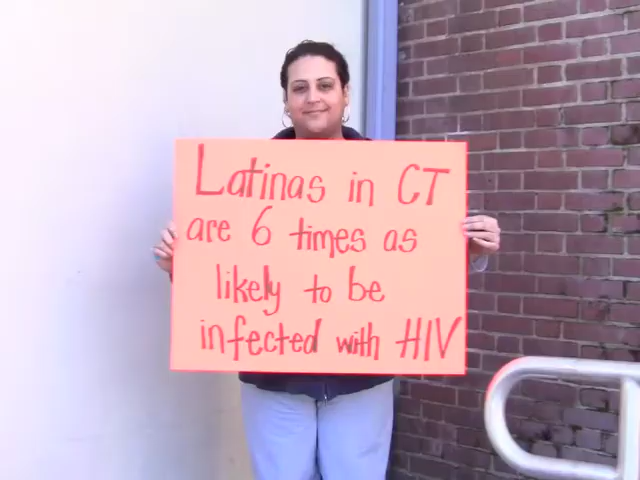 Latinas in CT
are 6 times as
likely to be
infected with HIV